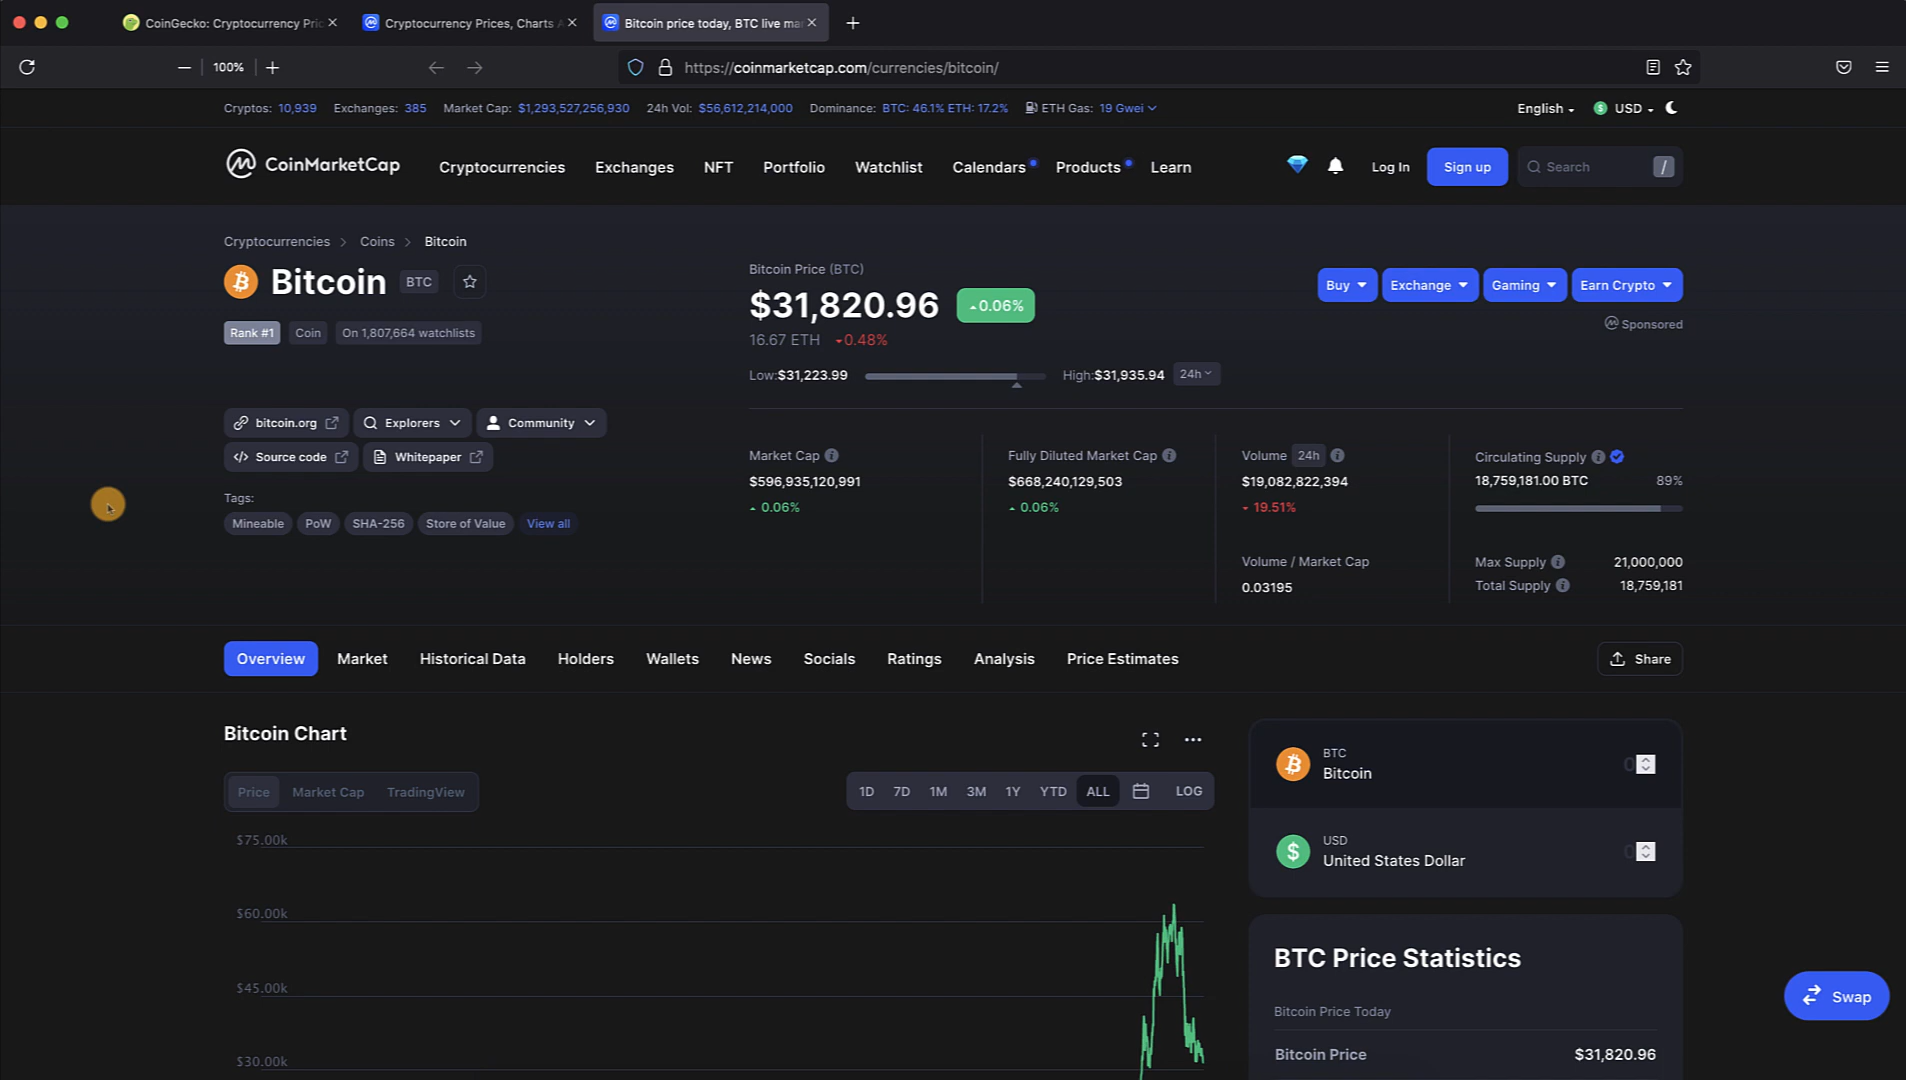 CoinGecko: Cryptocurrency Pric
Cryptocurrency Prices, Charts A
Bitcoin price today, BTC live mar
100%
https://coinmarketcap.com/currencies/bitcoin/
Cryptos: 10,939 Exchanges: 385 Market Cap: $1,293,527,256,930 24h Vol: $56,612,214,000 Dominance: BTC: 46.1% ETH: 17.2% ETH Gas: 19 Gwei English USD
CoinMarketCap Cryptocurrencies Exchanges NFT Portfolio Watchlist Calendars Products Learn Log In Sign up Search /
Cryptocurrencies Coins Bitcoin
Bitcoin BTC
Rank #1 Coin On 1,807,664 watchlists
bitcoin.org Explorers Community
Source code Whitepaper
Tags:
Mineable PoW SHA-256 Store of Value View all
Bitcoin Price (BTC)
$31,820.96 0.06%
16.67 ETH 0.48%
Low:$31,223.99 High:$31,935.94 24h
Buy Exchange Gaming Earn Crypto
Sponsored
Market Cap
$596,935,120,991
0.06%
Fully Diluted Market Cap
$668,240,129,503
0.06%
Volume 24h
$19,082,822,394
19.51%
Volume / Market Cap
0.03195
Circulating Supply
18,759,181.00 BTC 89%
Max Supply 21,000,000
Total Supply 18,759,181
Overview Market Historical Data Holders Wallets News Socials Ratings Analysis Price Estimates Share
Bitcoin Chart
Price Market Cap TradingView
1D 7D 1M 3M 1Y YTD ALL LOG
$75.00k
$60.00k
$45.00k
$30.00k
BTC
Bitcoin 0
USD
United States Dollar 0
BTC Price Statistics
Bitcoin Price Today
Bitcoin Price $31,820.96
Swap